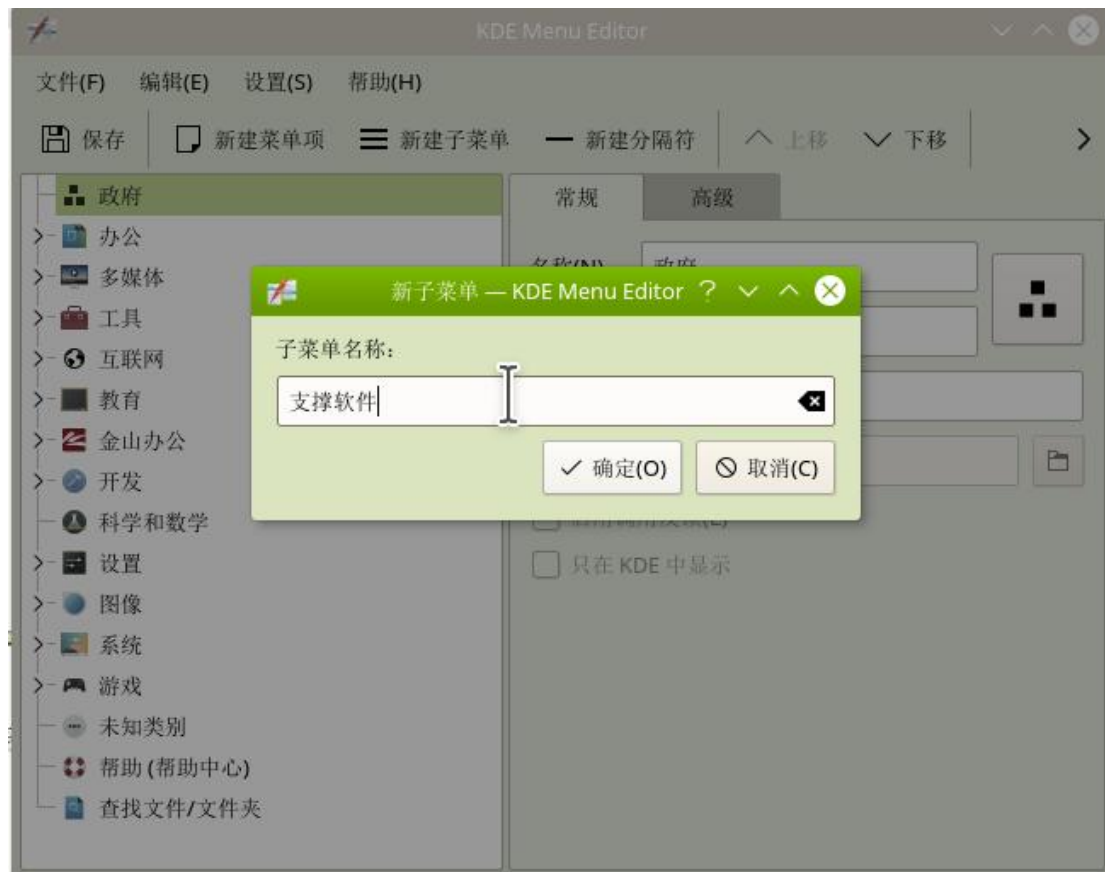 KDE Menu Editor
文件(F) 编辑(E) 设置(S) 帮助(H)
保存 新建菜单项 新建子菜单 新建分隔符 上移 下移
政府
办公
多媒体
工具
互联网
教育
金山办公
开发
科学和数学
设置
图像
系统
游戏
未知类别
帮助 (帮助中心)
查找文件/文件夹
常规 高级
名称(N) 政府
新子菜单 — KDE Menu Editor
子菜单名称:
支撑软件
确定(O) 取消(C)
只在 KDE 中显示